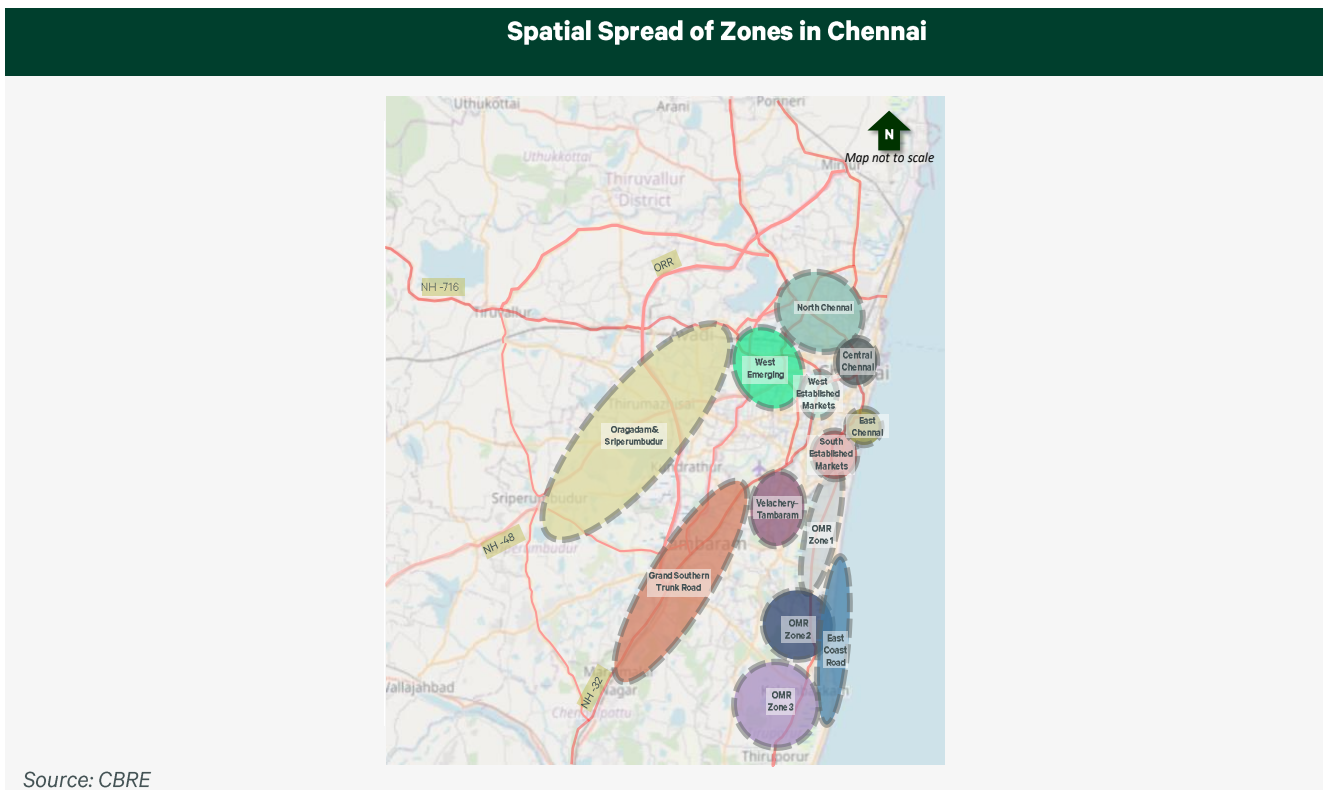 Spatial Spread of Zones in Chennai
Uthukottai
Arani
Ponneri
N
Map not to scale
Uthukkottai
Thiruvallur
District
ORR
NH -716
Tiruvallur
North Chennai
Central
Chennai
West
Emerging
West
Established
Markets
Thirumazhisai
Oragadam&
Sriperumbudur
East
Chennai
South
Established
Markets
Sriperumbudur
Velachery-
Tambaram
NH -48
OMR
Zone1
Tambaram
Grand Southern
Trunk Road
OMR
Zone2
East
Coast
Road
Nagar
NH -32
OMR
Zone3
Thiruporur
Source: CBRE